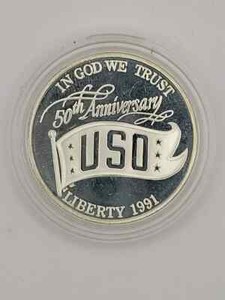 IN GOD WE TRUST
50th Anniversary
USO
LIBERTY 1991